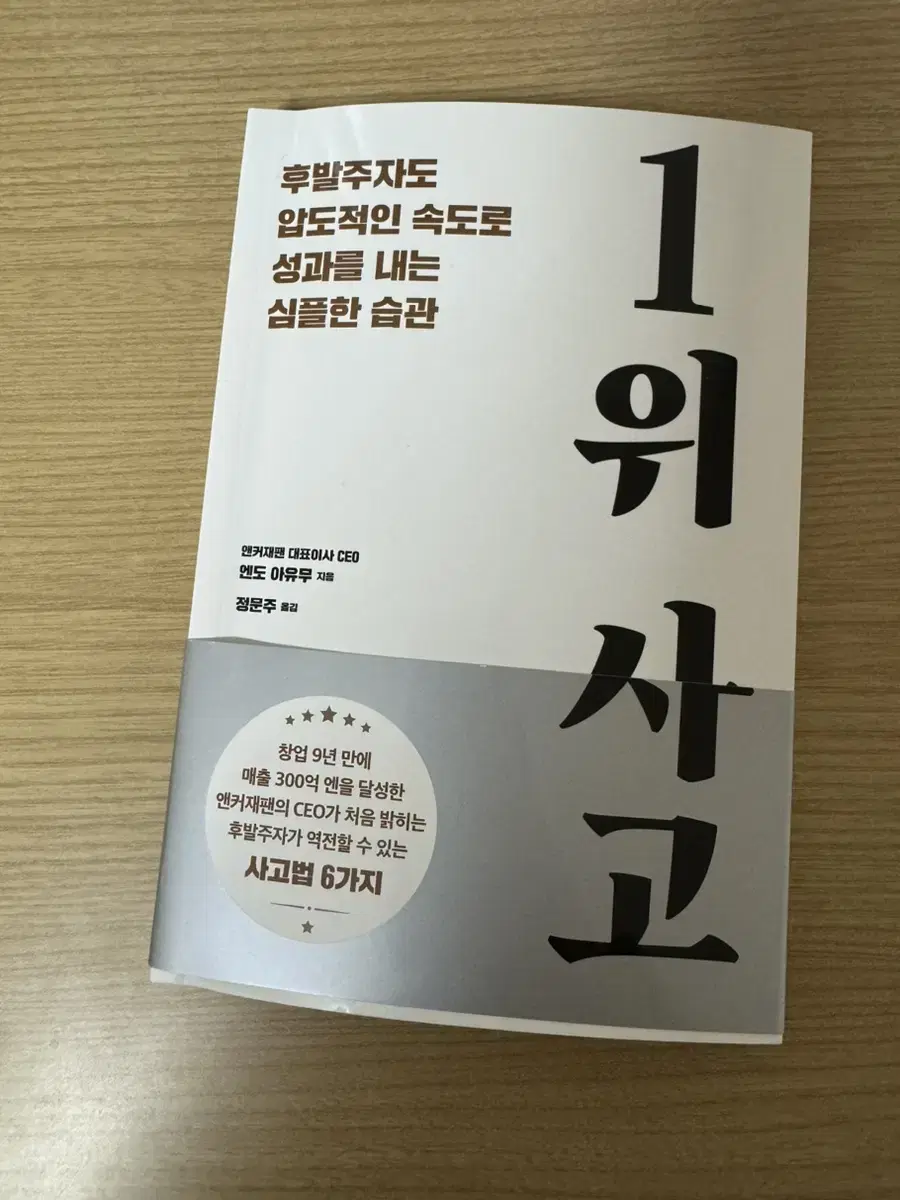 후발주자도
압도적인 속도로
성과를 내는
심플한 습관
1위 사고
앤커재팬 대표이사 CEO
엔도 아유무 지음
정문주 옮김
창업 9년 만에
매출 300억 엔을 달성한
앤커재팬의 CEO가 처음 밝히는
후발주자가 역전할 수 있는
사고법 6가지